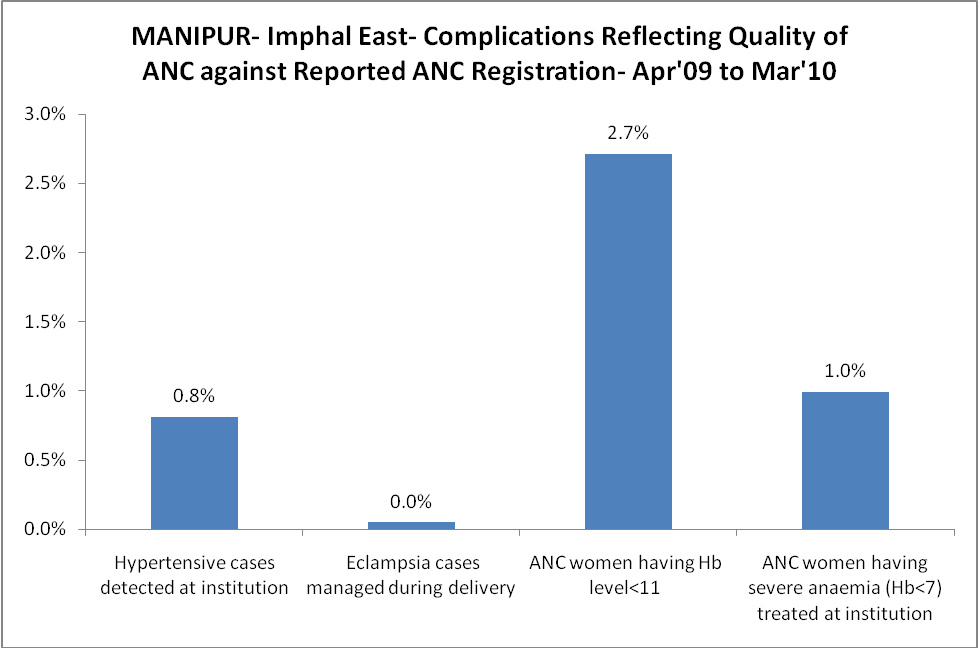 MANIPUR- Imphal East- Complications Reflecting Quality of
ANC against Reported ANC Registration- Apr'09 to Mar'10
3.0%
2.5%
2.0%
1.5%
1.0%
0.5%
0.0%
0.8%
0.0%
2.7%
1.0%
Hypertensive cases
detected at institution
Eclampsia cases
managed during delivery
ANC women having Hb
level<11
ANC women having
severe anaemia (Hb<7)
treated at institution